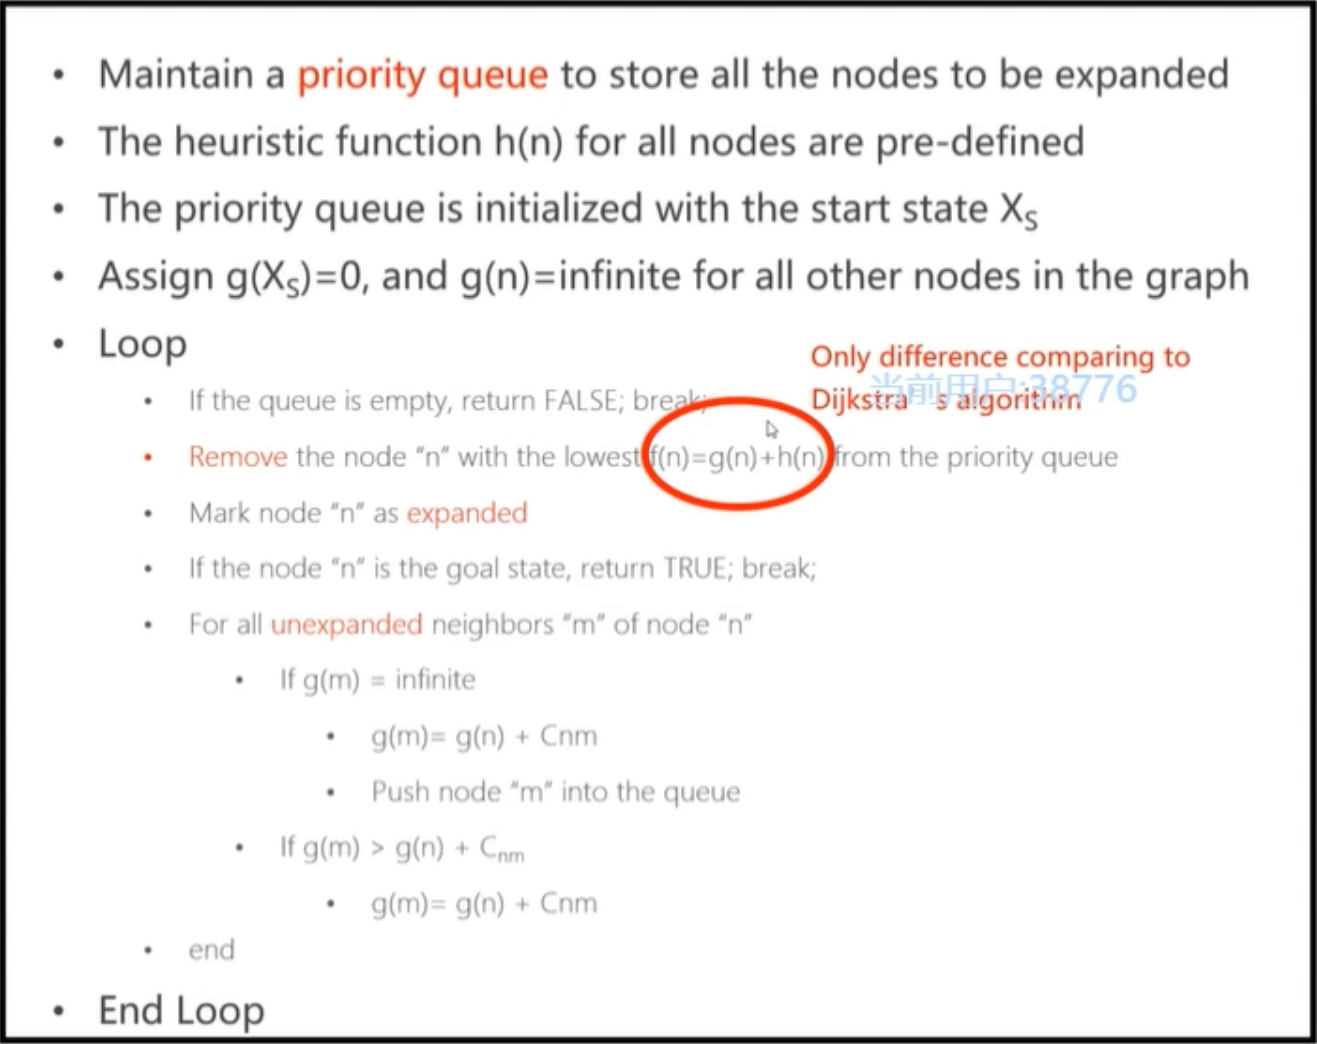 • Maintain a priority queue to store all the nodes to be expanded
• The heuristic function h(n) for all nodes are pre-defined
• The priority queue is initialized with the start state XS
• Assign g(XS)=0, and g(n)=infinite for all other nodes in the graph
• Loop
Only difference comparing to
Dijkstra's algorithm
当前用户:38776
• If the queue is empty, return FALSE; break;
• Remove the node “n” with the lowest f(n)=g(n)+h(n) from the priority queue
• Mark node “n” as expanded
• If the node “n” is the goal state, return TRUE; break;
• For all unexpanded neighbors “m” of node “n”
• If g(m) = infinite
• g(m)= g(n) + Cnm
• Push node “m” into the queue
• If g(m) > g(n) + Cnm
• g(m)= g(n) + Cnm
• end
• End Loop